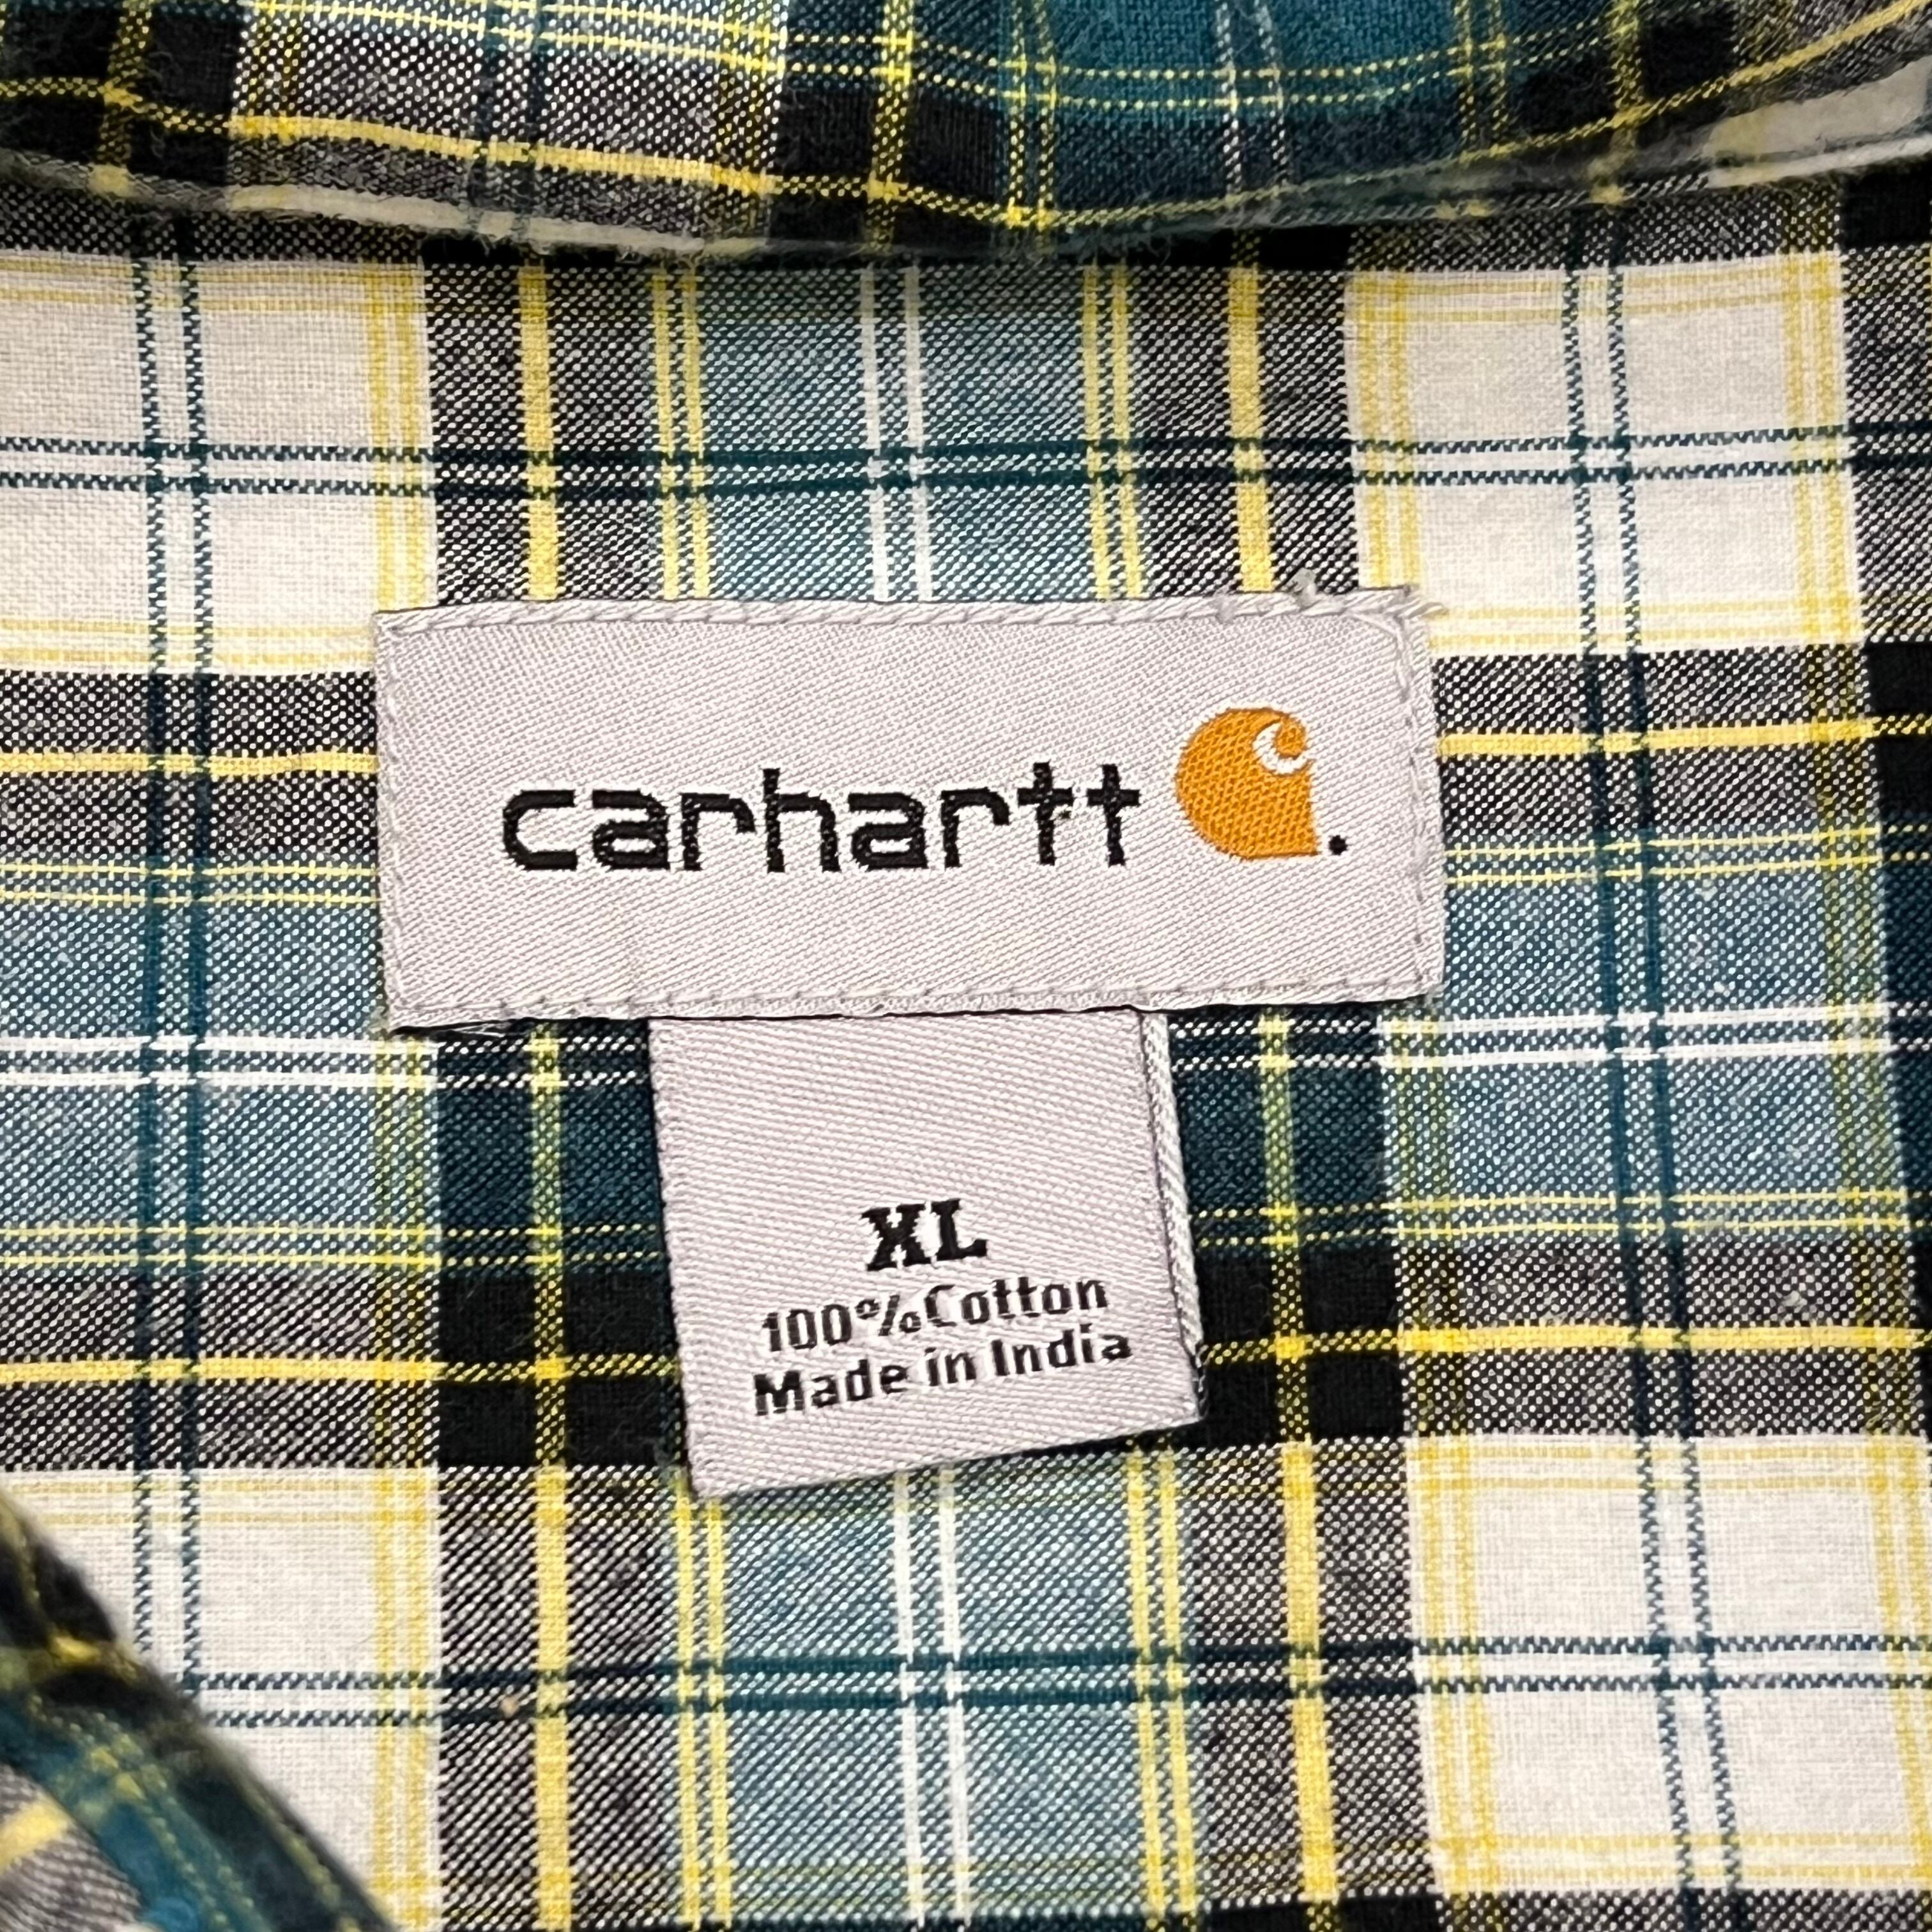 carhartt.
XL
100%Cotton
Made in India